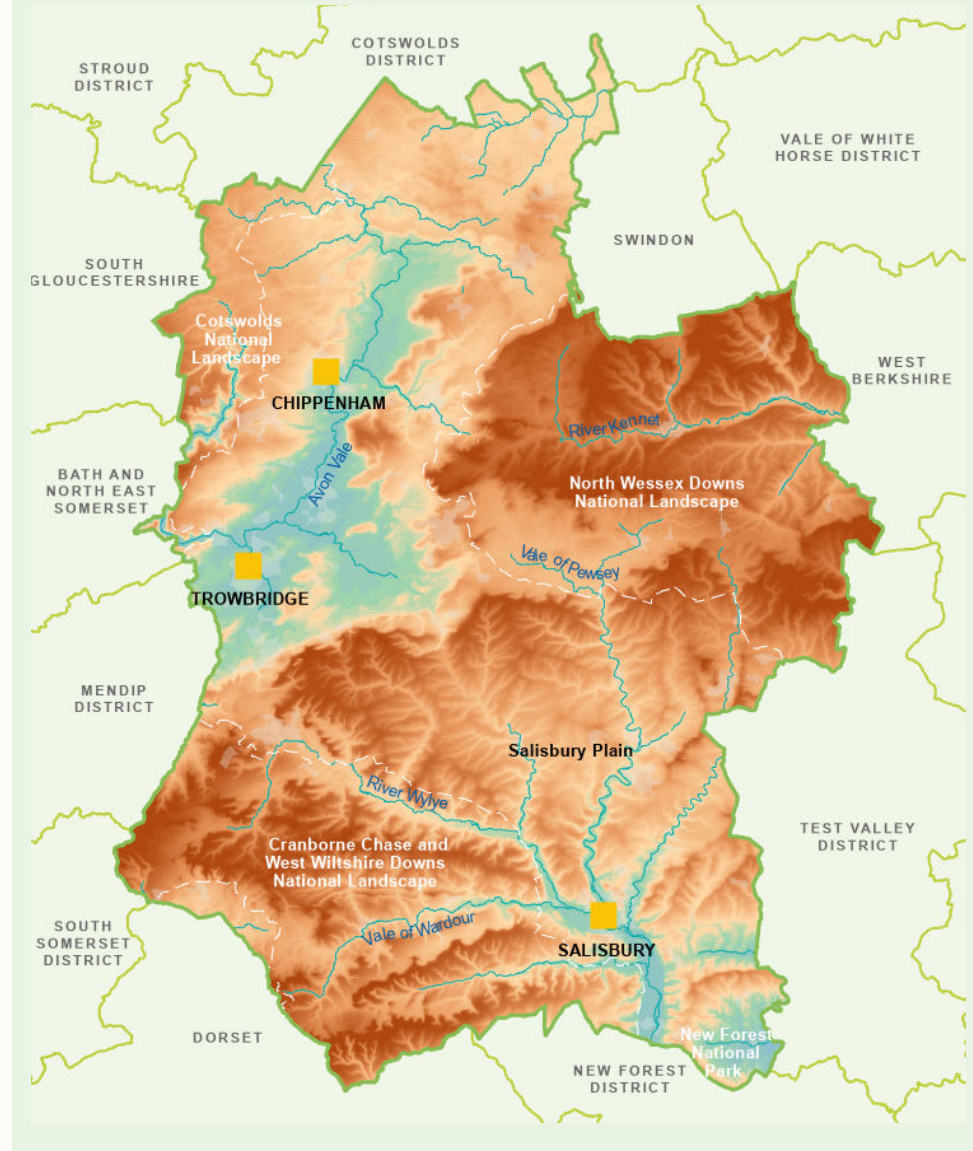 COTSWOLDS
DISTRICT
STROUD
DISTRICT
VALE OF WHITE
HORSE DISTRICT
SWINDON
SOUTH
GLOUCESTERSHIRE
Cotswolds
National
Landscape
WEST
BERKSHIRE
CHIPPENHAM
River Kennet
Avon Vale
BATH AND
NORTH EAST
SOMERSET
North Wessex Downs
National Landscape
Vale of Pewsey
TROWBRIDGE
MENDIP
DISTRICT
Salisbury Plain
River Wylye
TEST VALLEY
DISTRICT
Cranborne Chase and
West Wiltshire Downs
National Landscape
Vale of Wardour
SALISBURY
SOUTH
SOMERSET
DISTRICT
DORSET
New Forest
National
Park
NEW FOREST
DISTRICT